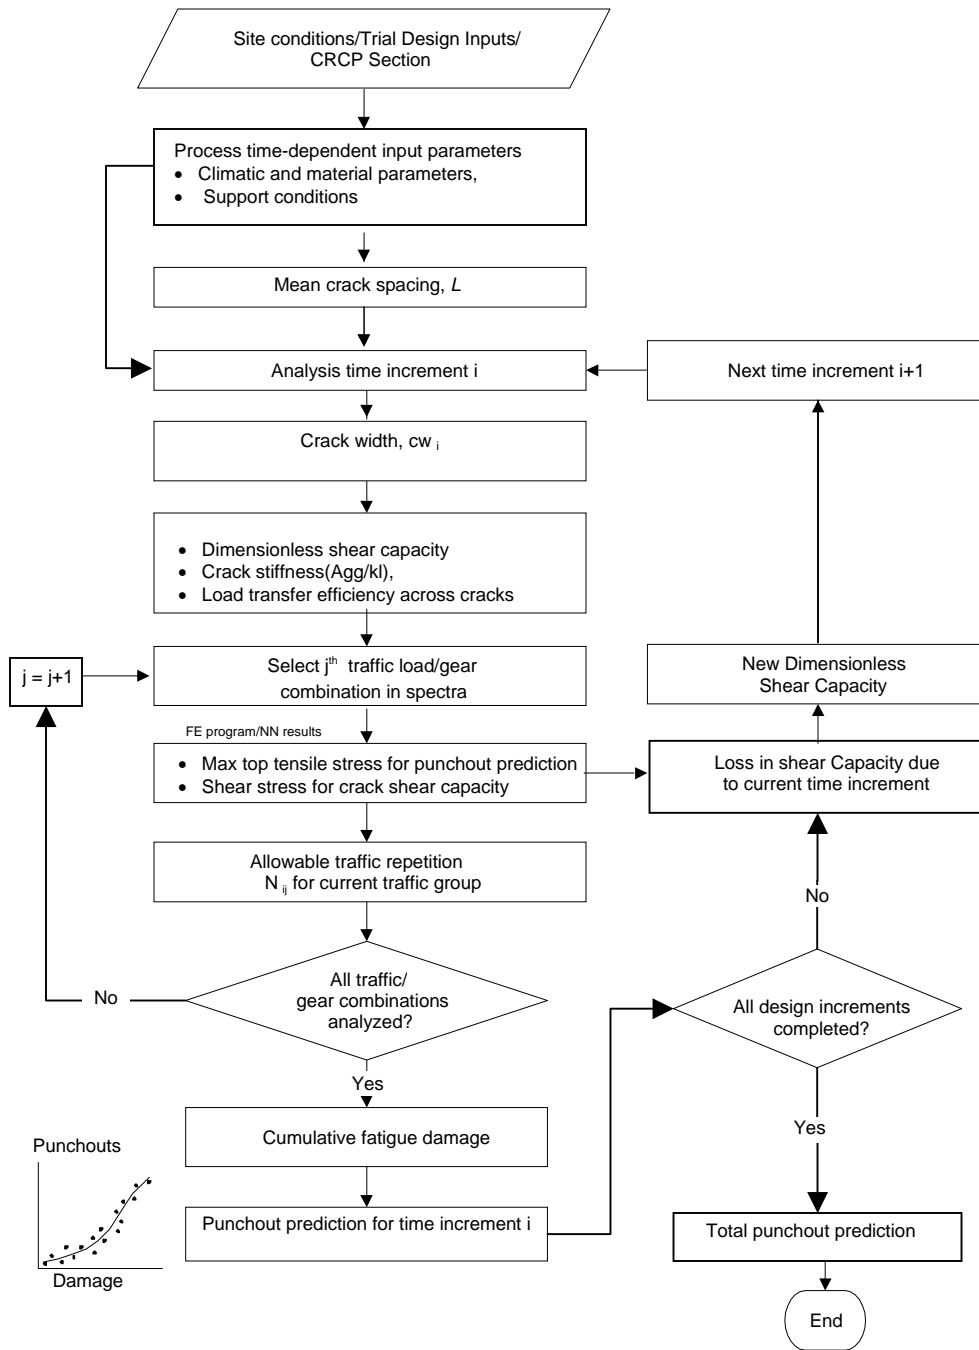 Site conditions/Trial Design Inputs/
CRCP Section
Process time-dependent input parameters
• Climatic and material parameters,
• Support conditions
Mean crack spacing, L
Analysis time increment i
Next time increment i+1
Crack width, cw i
• Dimensionless shear capacity
• Crack stiffness(Agg/kl),
• Load transfer efficiency across cracks
j = j+1
Select jth traffic load/gear
combination in spectra
New Dimensionless
Shear Capacity
FE program/NN results
• Max top tensile stress for punchout prediction
• Shear stress for crack shear capacity
Loss in shear Capacity due
to current time increment
Allowable traffic repetition
N ij for current traffic group
No
All traffic/
gear combinations
analyzed?
No
All design increments
completed?
Yes
Cumulative fatigue damage
Yes
Punchouts
Damage
Punchout prediction for time increment i
Total punchout prediction
End